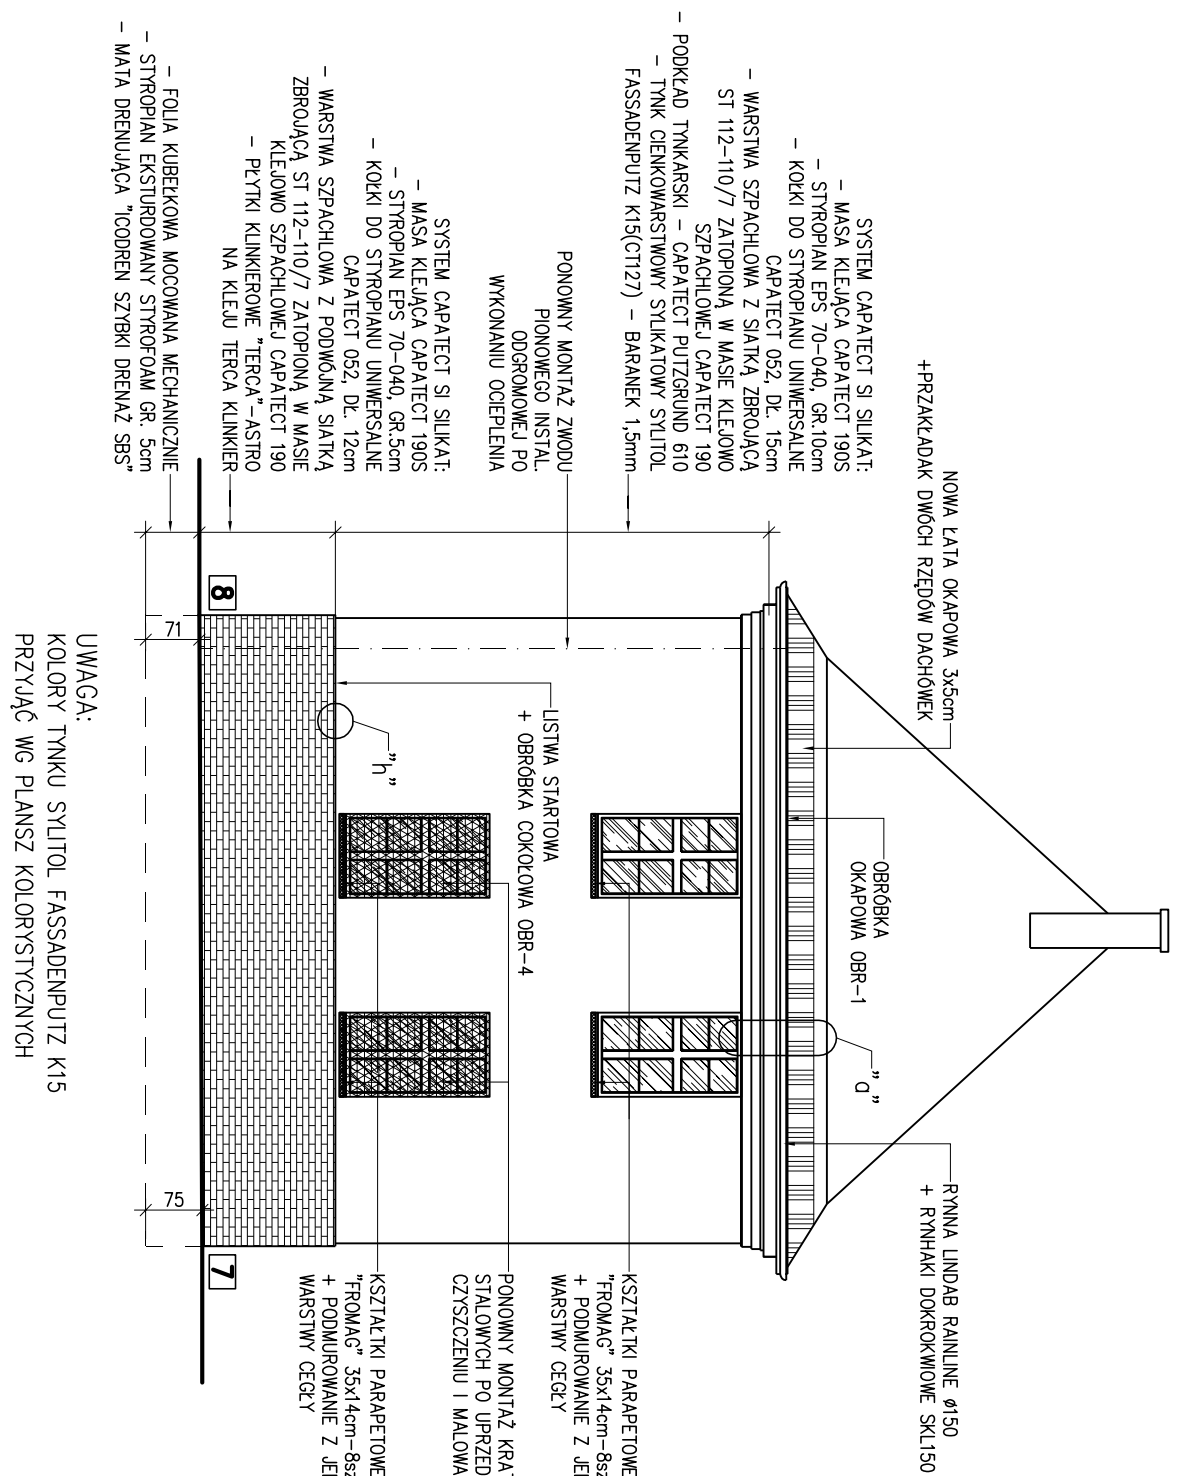 NOWA ŁATA OKAPOWA 3x5cm
+PRZAKŁADAK DWÓCH RZĘDÓW DACHÓWEK
SYSTEM CAPATECT SI SILIKAT:
- MASA KLEJĄCA CAPATECT 190S
- STYROPIAN EPS 70-040, GR.10cm
- KOŁKI DO STYROPIANU UNIWERSALNE
CAPATECT 052, DŁ. 15cm
- WARSTWA SZPACHLOWA Z SIATKĄ ZBROJĄCĄ
ST 112-110/7 ZATOPIONĄ W MASIE KLEJOWO
SZPACHLOWEJ CAPATECT 190
- PODKŁAD TYNKARSKI - CAPATECT PUTZGRUND 610
- TYNK CIENKOWARSTWOWY SYLIKATOWY SYLITOL
FASSADENPUTZ K15(CT127) - BARANEK 1,5mm
PONOWNY MONTAŻ ZWODU
PIONOWEGO INSTAL.
ODGROMOWEJ PO
WYKONANIU OCIEPLENIA
SYSTEM CAPATECT SI SILIKAT:
- MASA KLEJĄCA CAPATECT 190S
- STYROPIAN EPS 70-040, GR.5cm
- KOŁKI DO STYROPIANU UNIWERSALNE
CAPATECT 052, DŁ. 12cm
- WARSTWA SZPACHLOWA Z PODWÓJNĄ SIATKĄ
ZBROJĄCĄ ST 112-110/7 ZATOPIONĄ W MASIE
KLEJOWO SZPACHLOWEJ CAPATECT 190
- PŁYTKI KLINKIEROWE "TERCA"-ASTRO
NA KLEJU TERCA KLINKIER
- FOLIA KUBEŁKOWA MOCOWANA MECHANICZNIE
- STYROPIAN EKSTURDOWANY STYROFOAM GR. 5cm
- MATA DRENUJĄCA "ICODREN SZYBKI DRENAŻ SBS"
OBRÓBKA
OKAPOWA OBR-1
"a"
LISTWA STARTOWA
+ OBRÓBKA COKOŁOWA OBR-4
"h"
8
7
71
75
RYNNA LINDAB RAINLINE ø150
+ RYNHAKI DOKROKWIOWE SKL150
KSZTAŁTKI PARAPETOWE
"FROMAG" 35x14cm-8sz
+ PODMUROWANIE Z JE
WARSTWY CEGŁY
PONOWNY MONTAŻ KRA
STALOWYCH PO UPRZED
CZYSZCZENIU I MALOWA
KSZTAŁTKI PARAPETOWE
"FROMAG" 35x14cm-8sz
+ PODMUROWANIE Z JE
WARSTWY CEGŁY
UWAGA:
KOLORY TYNKU SYLITOL FASSADENPUTZ K15
PRZYJĄĆ WG PLANSZ KOLORYSTYCZNYCH